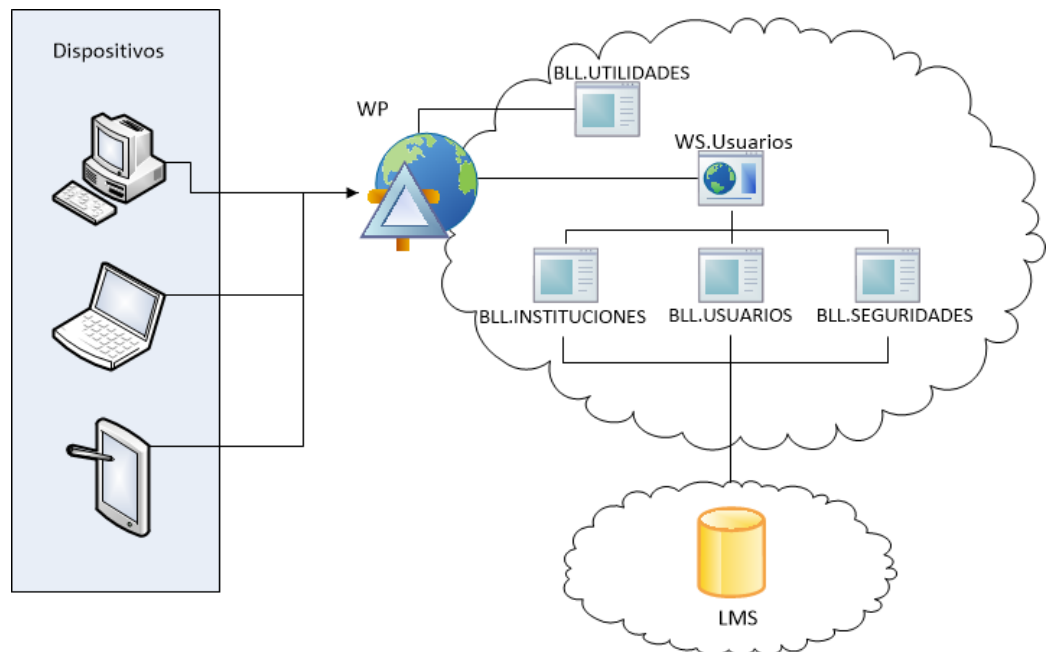 Dispositivos
BLL.UTILIDADES
WP
WS.Usuarios
BLL.INSTITUCIONES
BLL.USUARIOS
BLL.SEGURIDADES
LMS